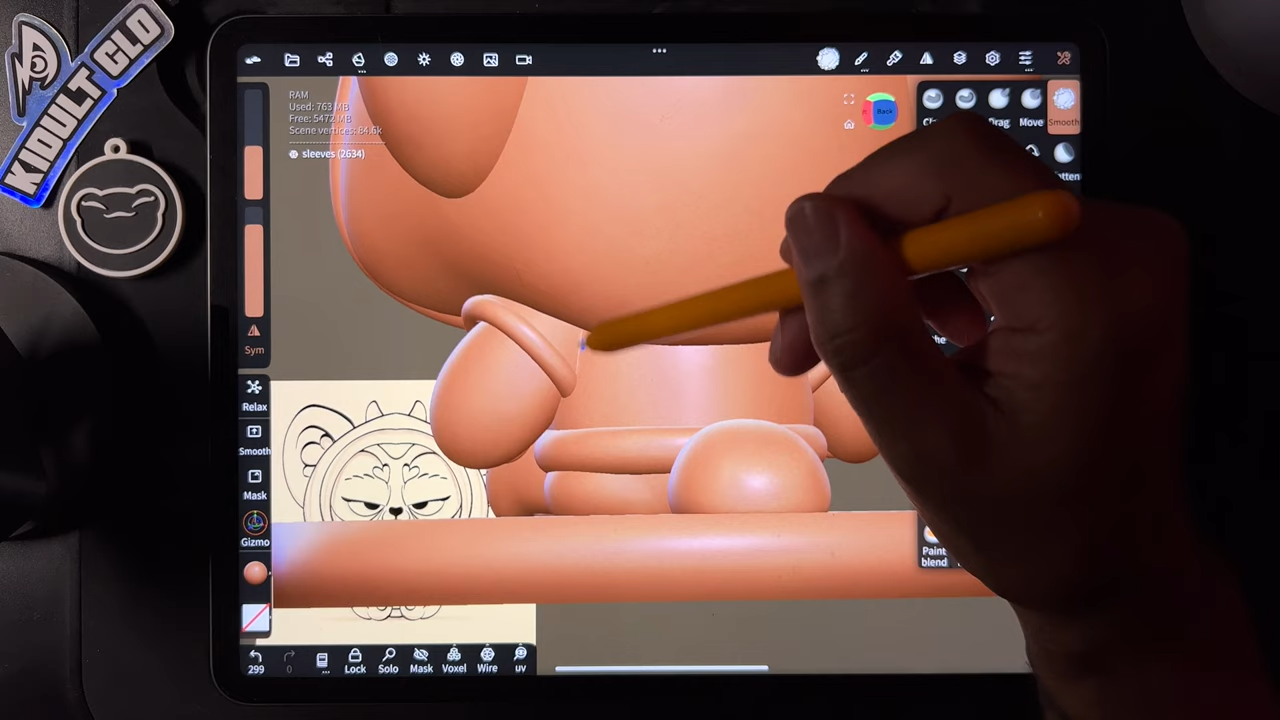 KIDULT CLO
RAM
Used: 763 MB
Free: 5472 MB
Scene vertices: 84.6k
sleeves (2634)
Back
Drag
Move
Smooth
Sym
Relax
Smooth
Mask
Gizmo
Paint
blend
299
0
Lock
Solo
Mask
Voxel
Wire
uv